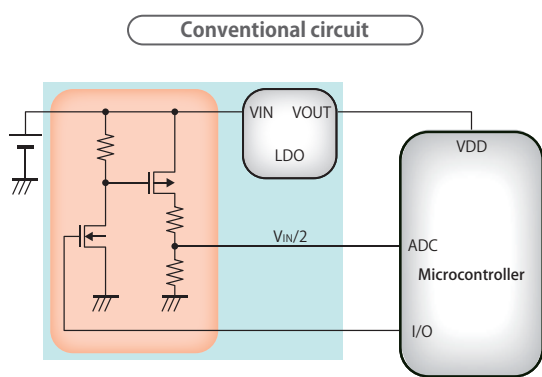 Conventional circuit
VIN VOUT
LDO
VDD
VIN/2
ADC
Microcontroller
I/O